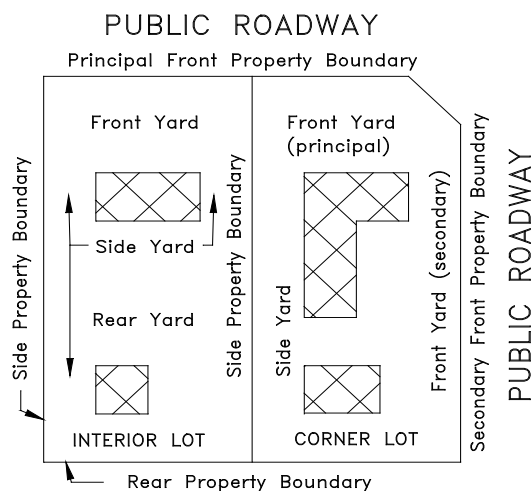 PUBLIC ROADWAY
Principal Front Property Boundary
Front Yard
Front Yard
(principal)
Side Property Boundary
Side Yard
Side Property Boundary
Rear Yard
Side Yard
Front Yard (secondary)
Secondary Front Property Boundary
PUBLIC ROADWAY
INTERIOR LOT
CORNER LOT
Rear Property Boundary